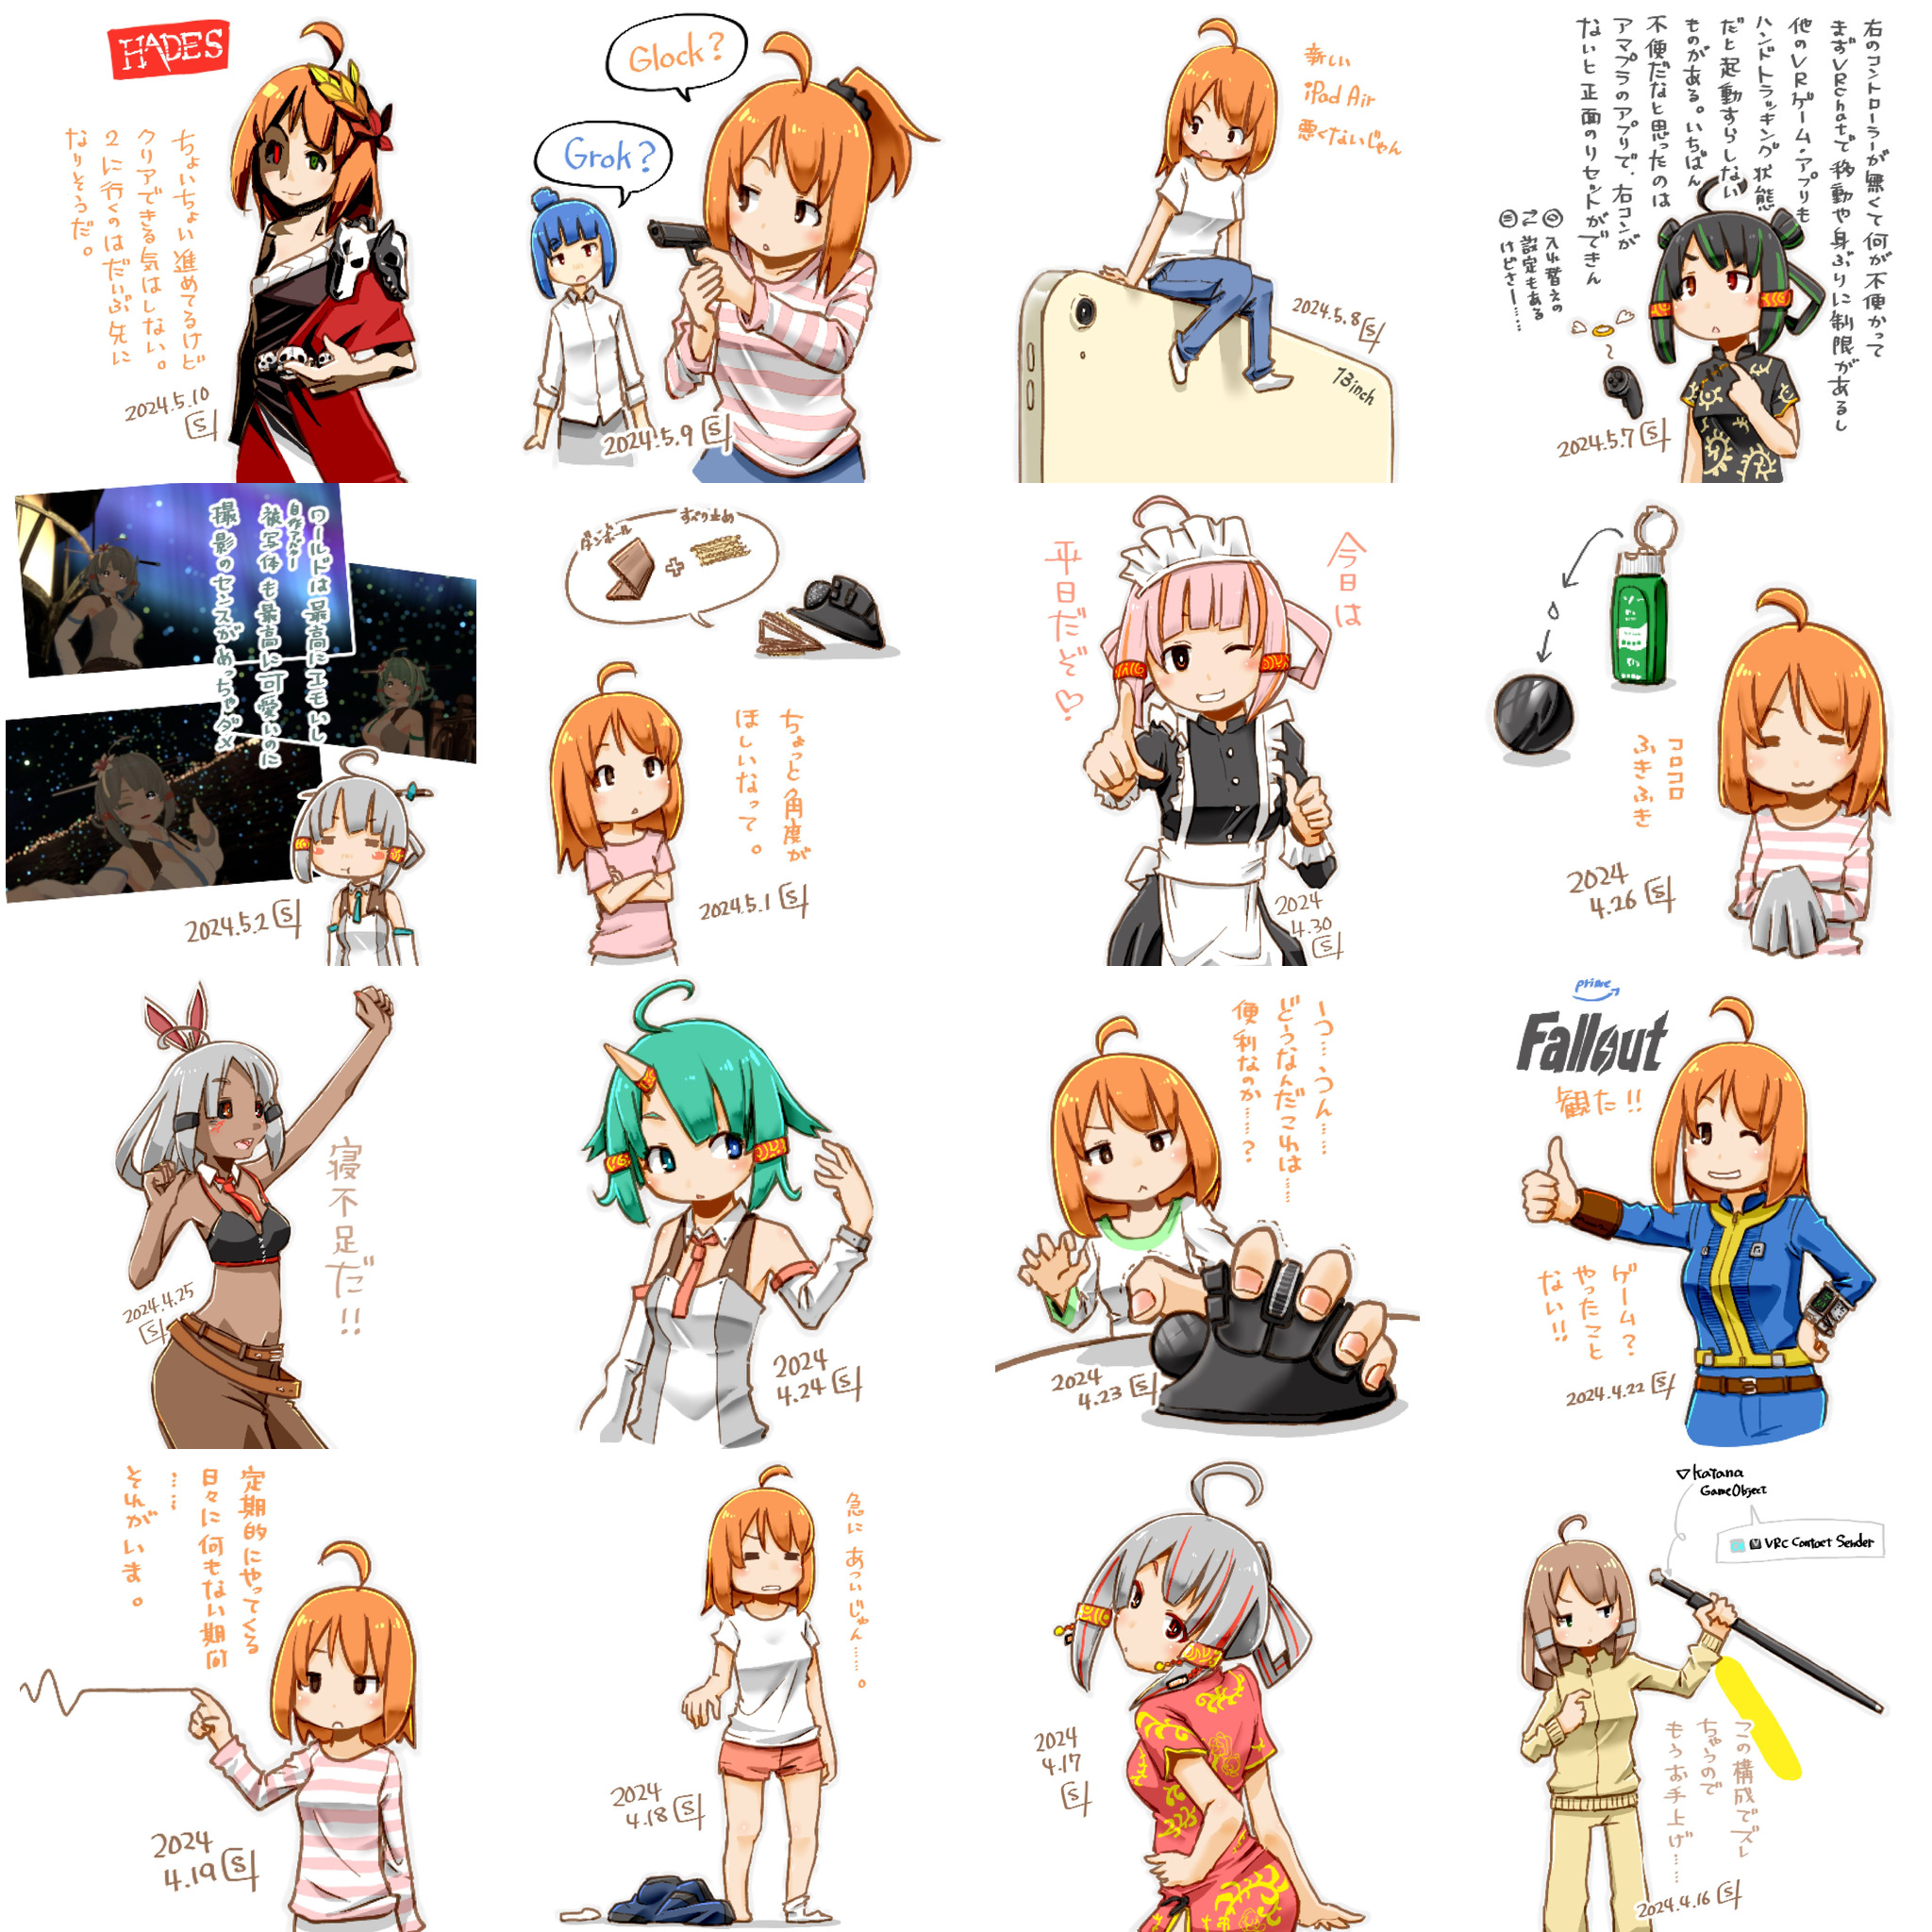 HADES
ちょいちょい進めてるけど
クリアできる気はしない。
2に行くのはだいぶ先に
なりそうだ。
2024.5.10
S
Glock?
Grok?
2024.5.9
S
新しい
iPad Air
悪くないじゃん
2024.5.8
S
13inch
右のコントローラーが無くて何が不便かって
まずVRChatで移動や身ぶりに制限があるし
他のVRゲーム・アプリも
ハンドトラッキング状態
だと起動すらしない
ものがある。いちばん
不便だなと思ったのは
アマプラのアプリで、右コンが
ないと正面のリセットができん
入れ替えの
設定もある
けどさー……
2024.5.7
S
ワールドは最高にエモいし
被写体も最高に可愛いのに
撮影のセンスがめっちゃダメ
2024.5.2
S
ダンボール
+
すべり止め
ちょっと角度が
ほしいなって。
2024.5.1
S
今日は
平日だぞ♡
2024
4.30
S
コロコロ
ふきふき
2024
4.26
S
寝不足だ!!
2024.4.25
S
2024
4.24
S
うーん……
どうなんだこれは……
便利なのか……?
2024
4.23
S
prime
Fallout
観た!!
ゲーム?
やったこと
ない!!
2024.4.22
S
定期的にやってくる
日々に何もない期間
……
それがいま。
2024
4.19
S
急にあついじゃん……。
2024
4.18
S
2024
4.17
S
▽Katana
GameObject
VRC Contact Sender
この構成でズレ
ちゃうので
もうお手上げ……
2024.4.16
S